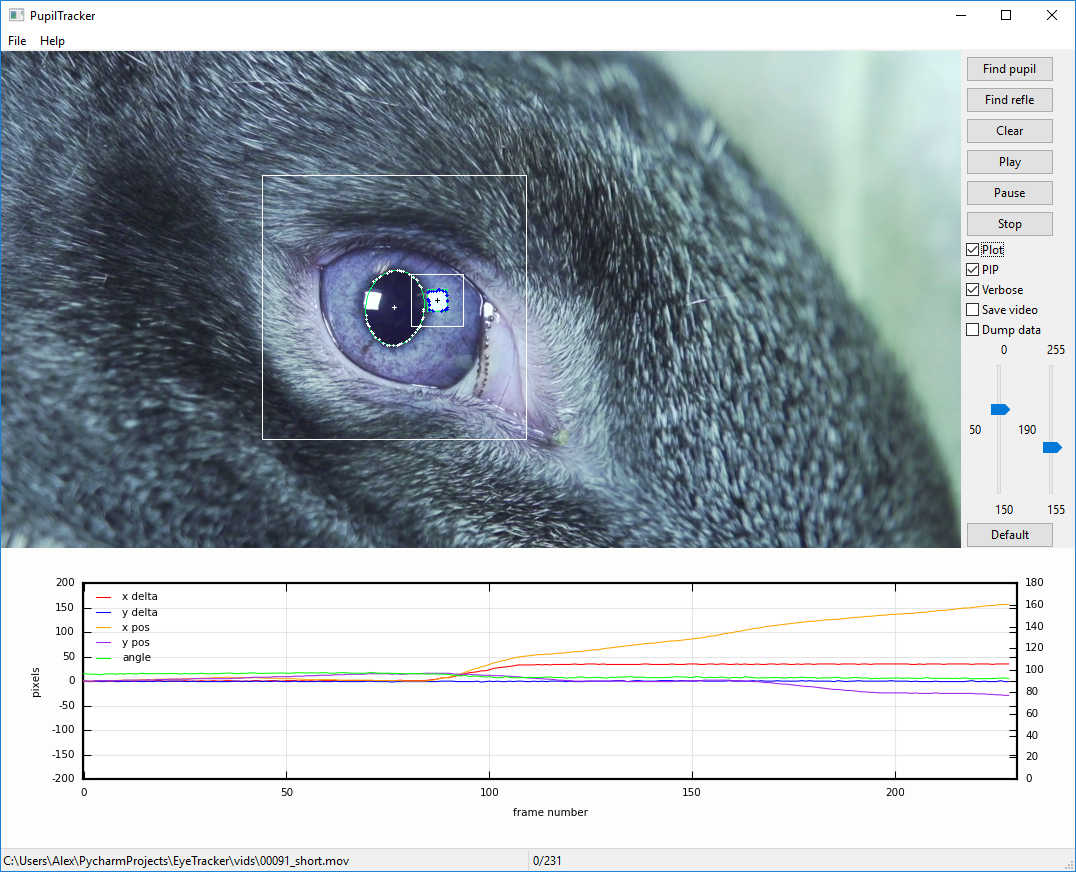 PupilTracker
File Help
Find pupil
Find refle
Clear
Play
Pause
Stop
Plot
PIP
Verbose
Save video
Dump data
0 255
50 190
150 155
Default
x delta
y delta
x pos
y pos
angle
pixels
200
150
100
50
0
-50
-100
-150
-200
180
160
140
120
100
80
60
40
20
0
0 50 100 150 200
frame number
C:\Users\Alex\PycharmProjects\EyeTracker\vids\00091_short.mov 0/231